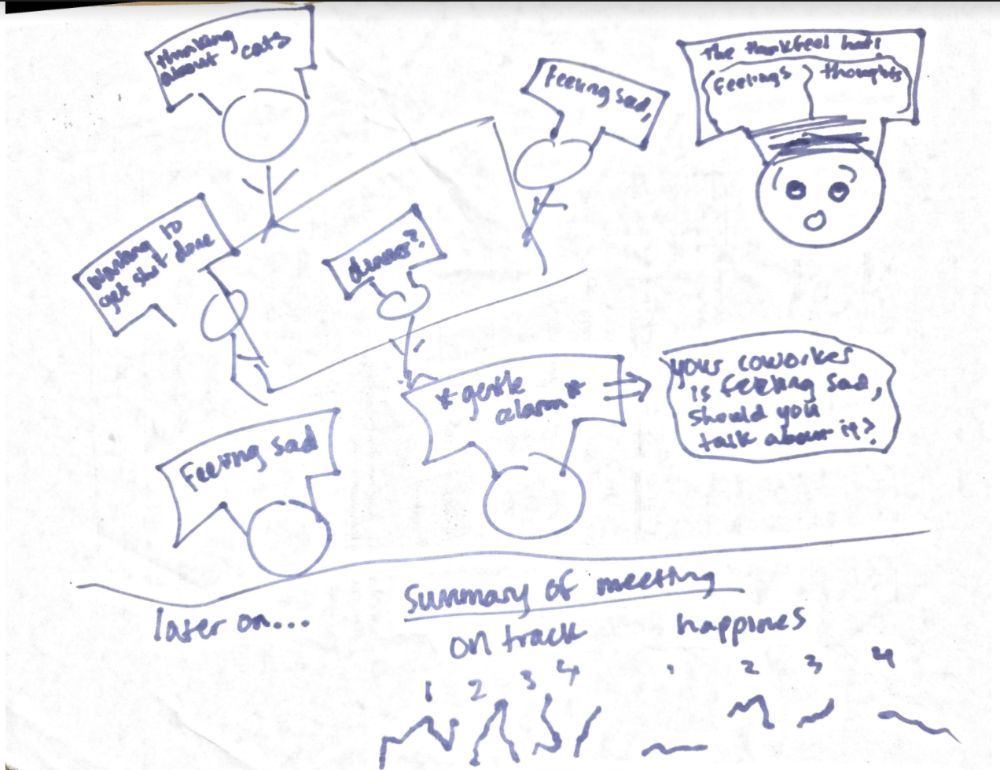 thinking
about cats
The thinkfeel hat!
Feelings
thoughts
Feeling sad,
Wanting to
get shit done
dinner?
*gentle
alarm*
your coworker
is feeling sad,
should you
talk about it?
Feeling sad
later on...
Summary of meeting
on track
happines
1 2 3 4
1 2 3 4